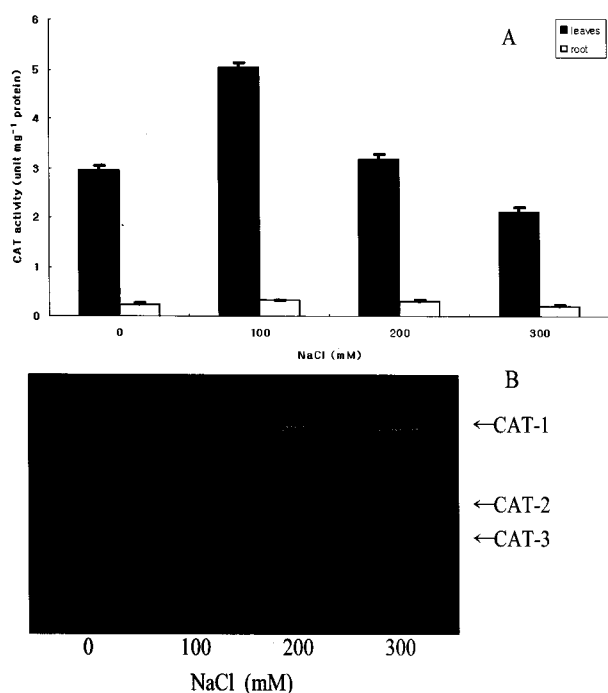 A
leaves
root
CAT activity (unit mg⁻¹ protein)
6
5
4
3
2
1
0
0 100 200 300
NaCl (mM)
B
←CAT-1
←CAT-2
←CAT-3
0 100 200 300
NaCl (mM)